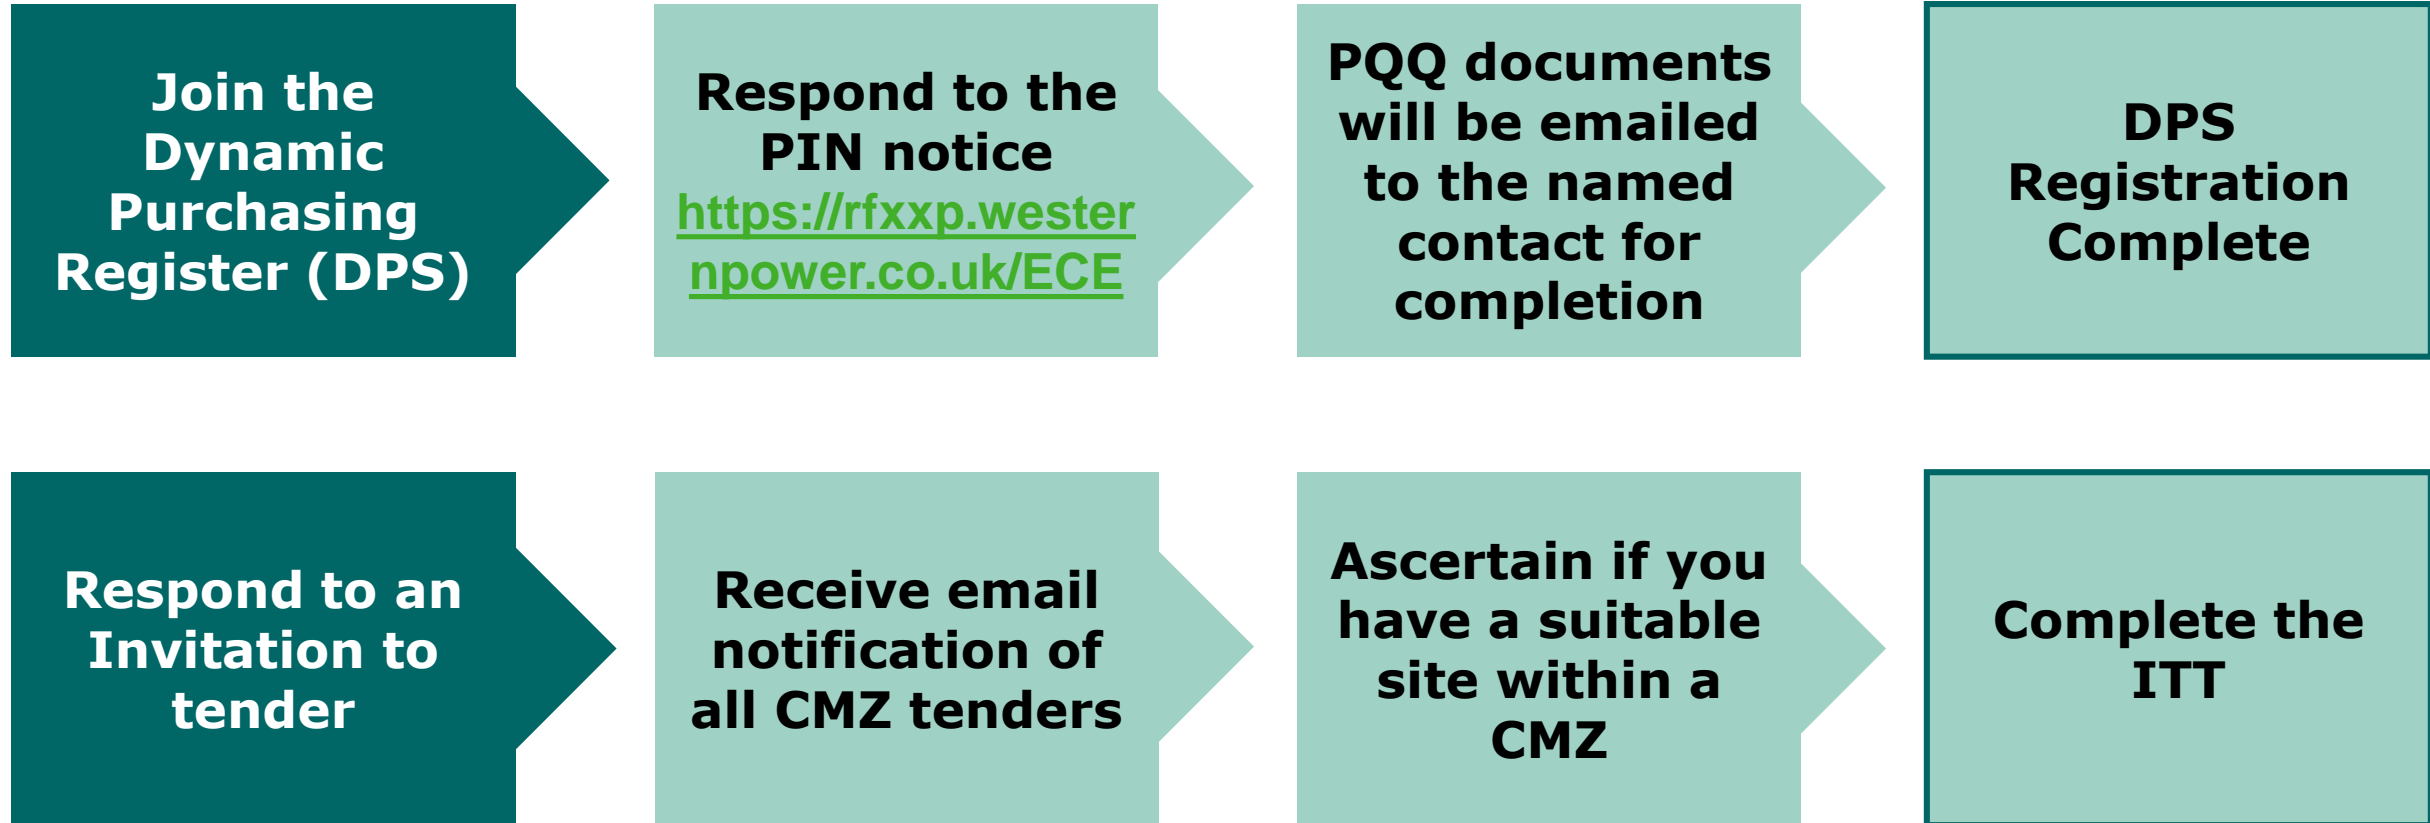 Join the
Dynamic
Purchasing
Register (DPS)
Respond to the
PIN notice
https://rfxxp.wester
npower.co.uk/ECE
PQQ documents
will be emailed
to the named
contact for
completion
DPS
Registration
Complete
Respond to an
Invitation to
tender
Receive email
notification of
all CMZ tenders
Ascertain if you
have a suitable
site within a
CMZ
Complete the
ITT